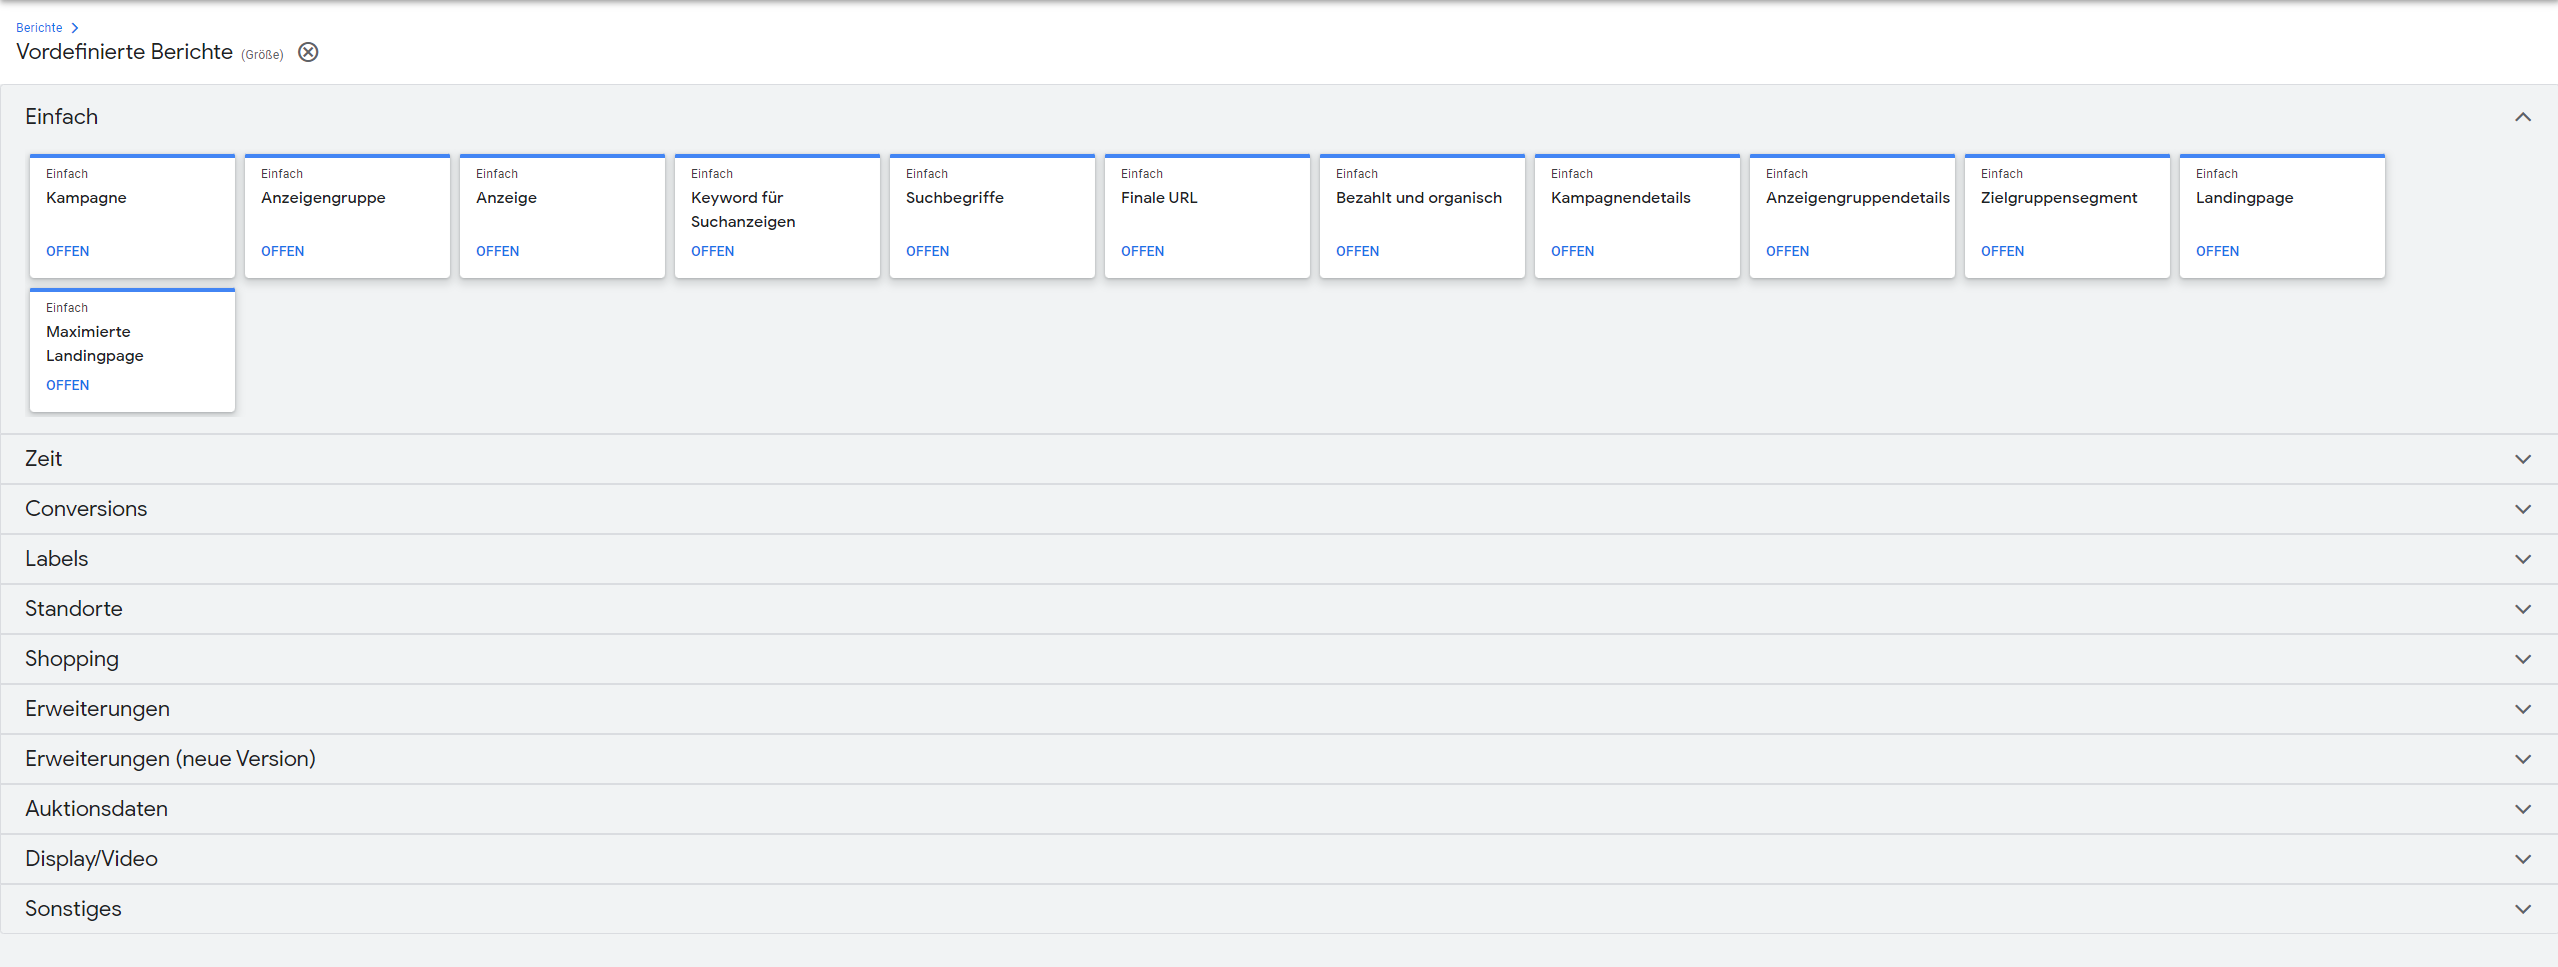 Berichte
Vordefinierte Berichte (Größe)
Einfach
Einfach
Kampagne
OFFEN
Einfach
Anzeigengruppe
OFFEN
Einfach
Anzeige
OFFEN
Einfach
Keyword für
Suchanzeigen
OFFEN
Einfach
Suchbegriffe
OFFEN
Einfach
Finale URL
OFFEN
Einfach
Bezahlt und organisch
OFFEN
Einfach
Kampagnendetails
OFFEN
Einfach
Anzeigengruppendetails
OFFEN
Einfach
Zielgruppensegment
OFFEN
Einfach
Landingpage
OFFEN
Einfach
Maximierte
Landingpage
OFFEN
Zeit
Conversions
Labels
Standorte
Shopping
Erweiterungen
Erweiterungen (neue Version)
Auktionsdaten
Display/Video
Sonstiges